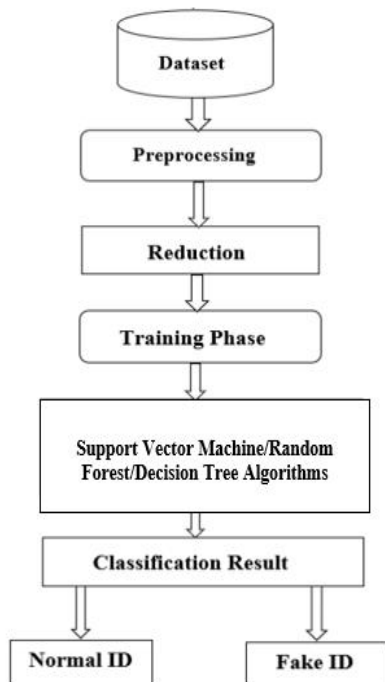 Dataset
Preprocessing
Reduction
Training Phase
Support Vector Machine/Random
Forest/Decision Tree Algorithms
Classification Result
Normal ID
Fake ID